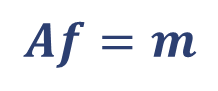 Af = m